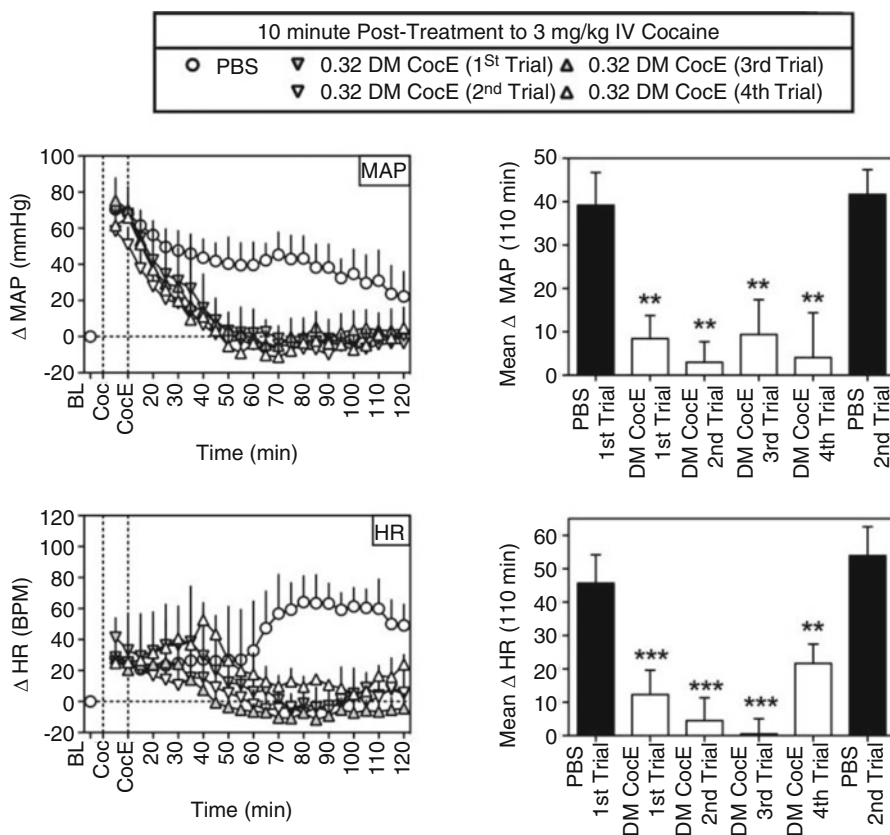 10 minute Post-Treatment to 3 mg/kg IV Cocaine
PBS
0.32 DM CocE (1St Trial)
0.32 DM CocE (3rd Trial)
0.32 DM CocE (2nd Trial)
0.32 DM CocE (4th Trial)
MAP
Δ MAP (mmHg)
100
80
60
40
20
0
-20
BL
Coc
CocE
20
30
40
50
60
70
80
90
100
110
120
Time (min)
Mean Δ MAP (110 min)
50
40
30
20
10
0
**
**
**
**
PBS
1st Trial
DM CocE
1st Trial
DM CocE
2nd Trial
DM CocE
3rd Trial
DM CocE
4th Trial
PBS
2nd Trial
HR
Δ HR (BPM)
120
100
80
60
40
20
0
-20
BL
Coc
CocE
20
30
40
50
60
70
80
90
100
110
120
Time (min)
Mean Δ HR (110 min)
60
50
40
30
20
10
0
***
***
***
**
PBS
1st Trial
DM CocE
1st Trial
DM CocE
2nd Trial
DM CocE
3rd Trial
DM CocE
4th Trial
PBS
2nd Trial